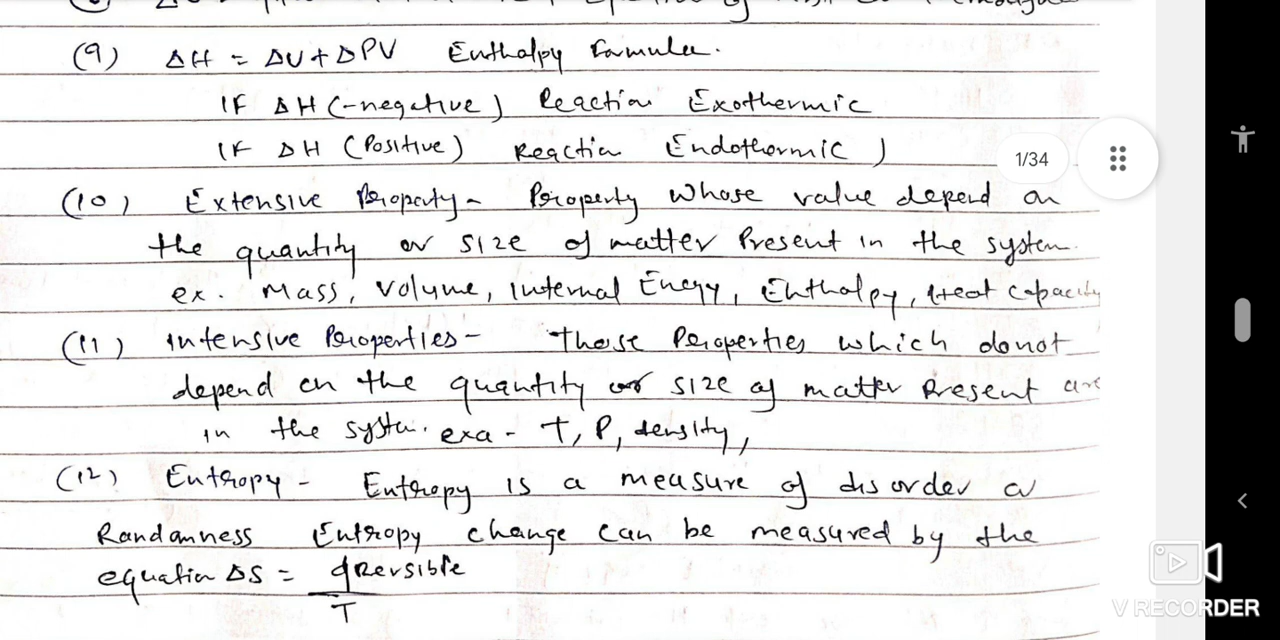 (9) ΔH = ΔU + ΔPV Enthalpy Formula.
IF ΔH (-negative) Reaction Exothermic
IF ΔH (Positive) Reaction Endothermic )
1/34
(10) Extensive Property - Property whose value depend on
the quantity or size of matter Present in the system.
ex. Mass, Volume, Internal Energy, Enthalpy, Heat capacity
(11) intensive Properties - Those Properties which donot
depend on the quantity or size of matter Present are
in the system. exa - T, P, density,
(12) Entropy - Entropy is a measure of disorder or
Randomness Entropy change can be measured by the
equation ΔS = qReversible
T
V RECORDER